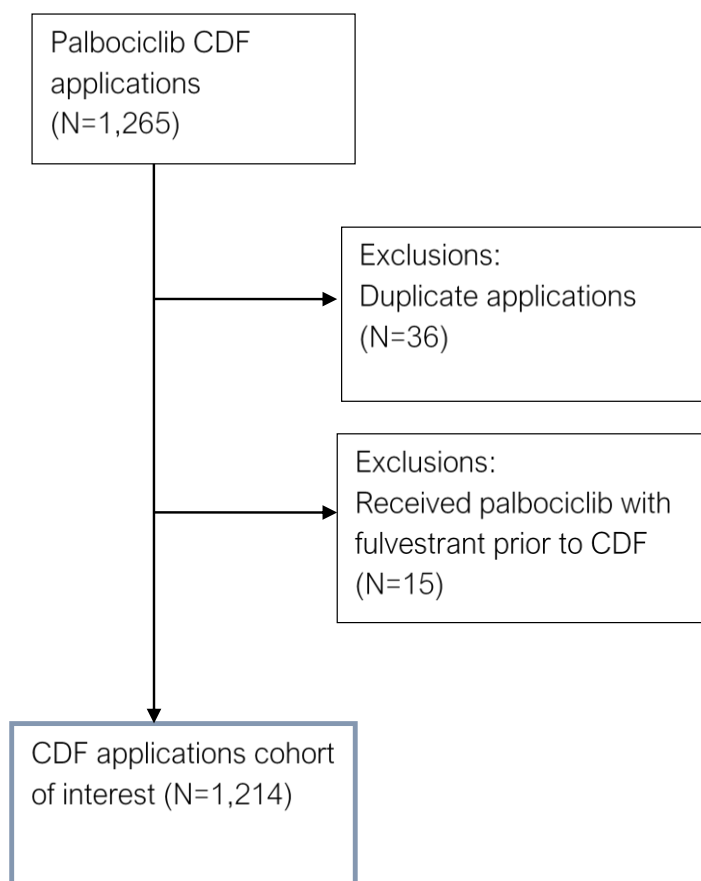 Palbociclib CDF
applications
(N=1,265)
Exclusions:
Duplicate applications
(N=36)
Exclusions:
Received palbociclib with
fulvestrant prior to CDF
(N=15)
CDF applications cohort
of interest (N=1,214)